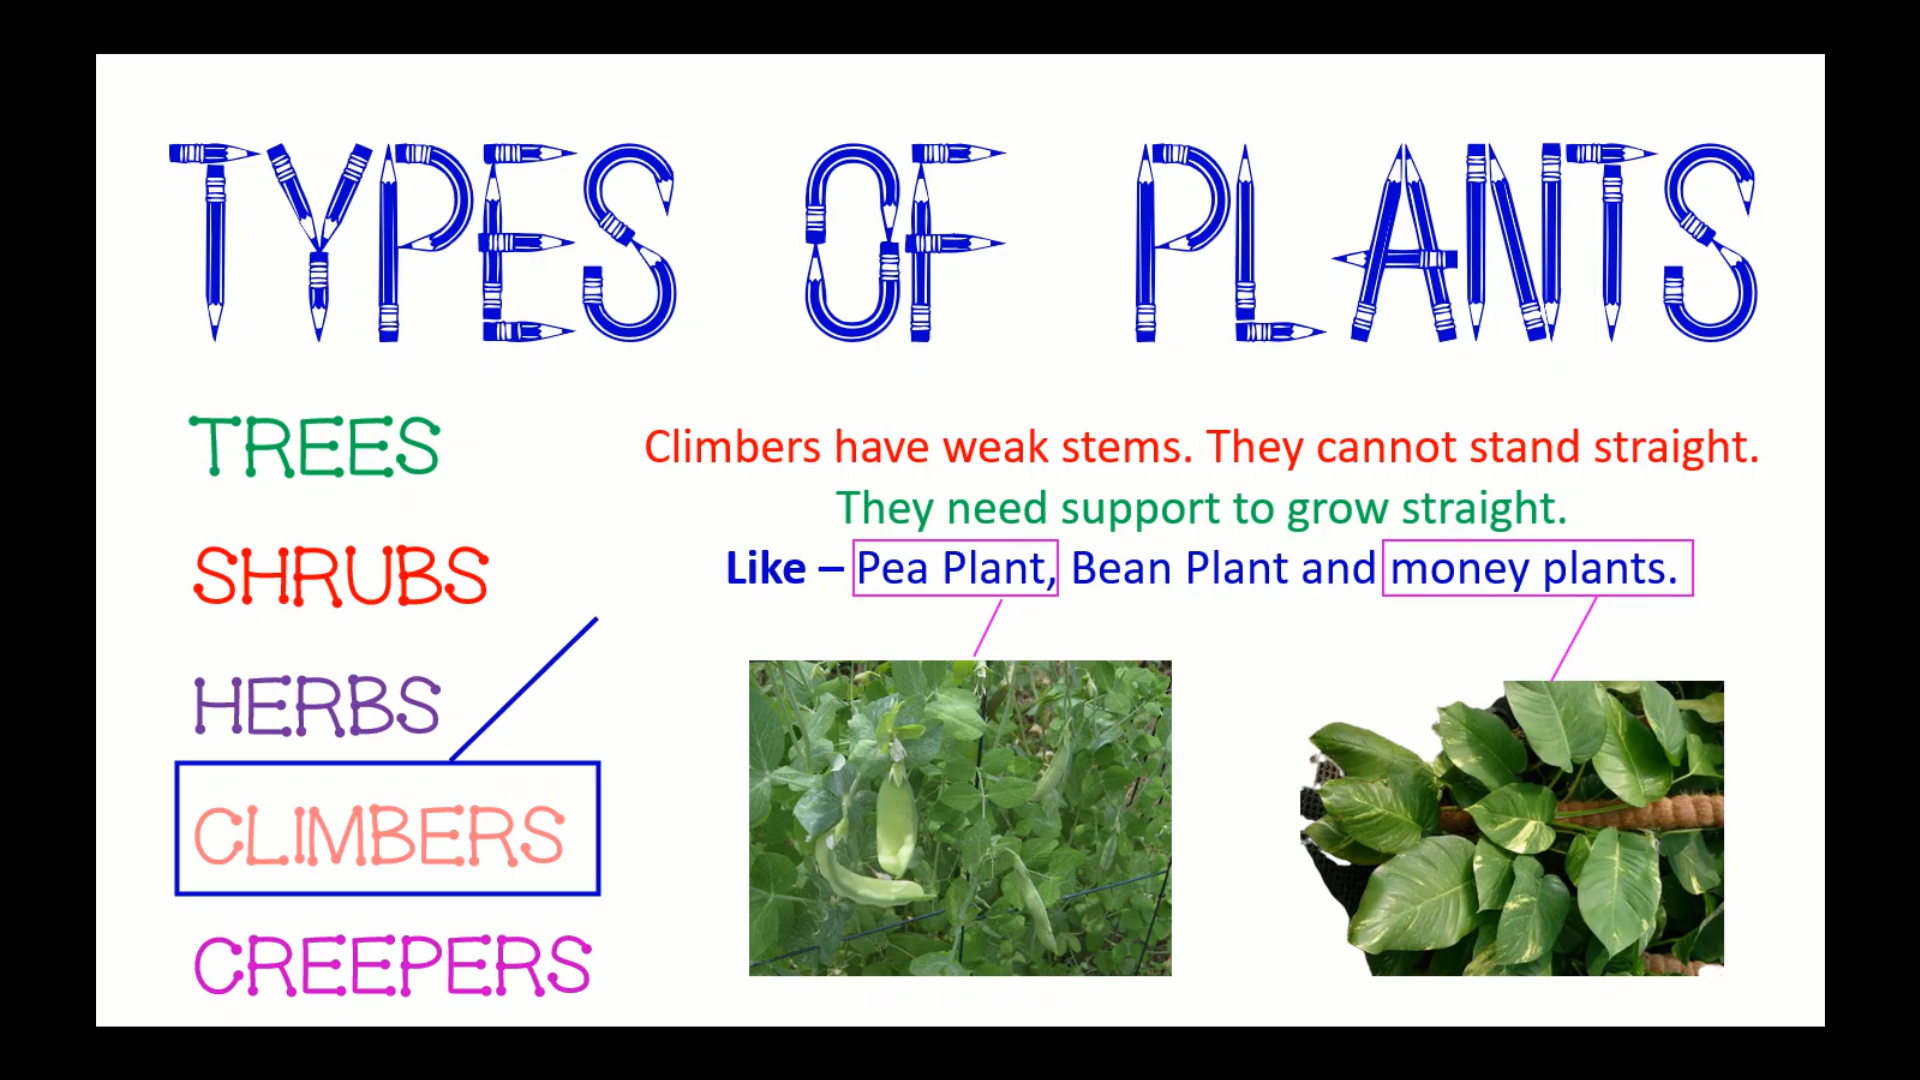 TYPES OF PLANTS
TREES
SHRUBS
HERBS
CLIMBERS
CREEPERS
Climbers have weak stems. They cannot stand straight.
They need support to grow straight.
Like – Pea Plant, Bean Plant and money plants.